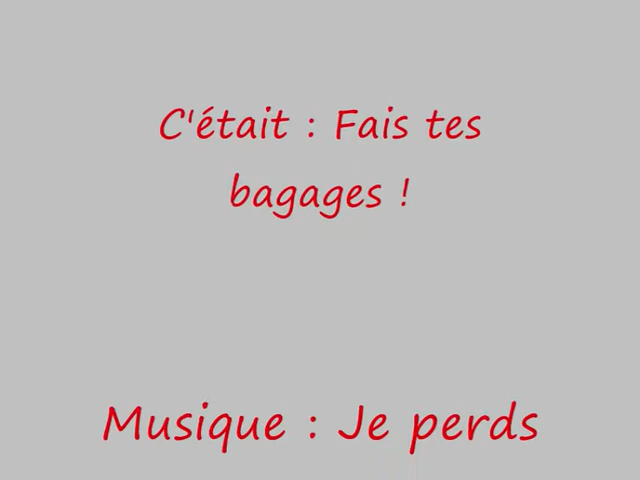 C'était : Fais tes
bagages !
Musique : Je perds